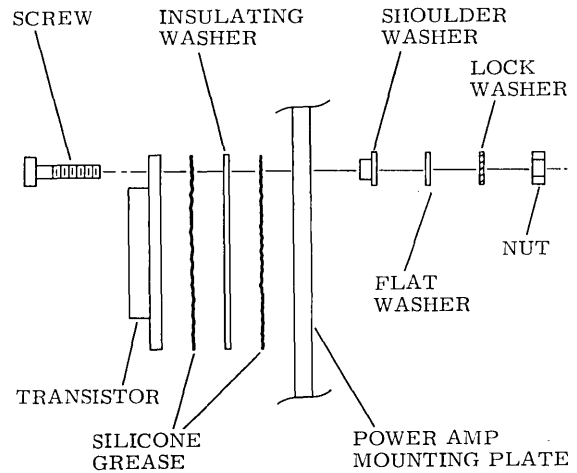 SCREW
INSULATING
WASHER
SHOULDER
WASHER
LOCK
WASHER
NUT
FLAT
WASHER
TRANSISTOR
SILICONE
GREASE
POWER AMP
MOUNTING PLATE